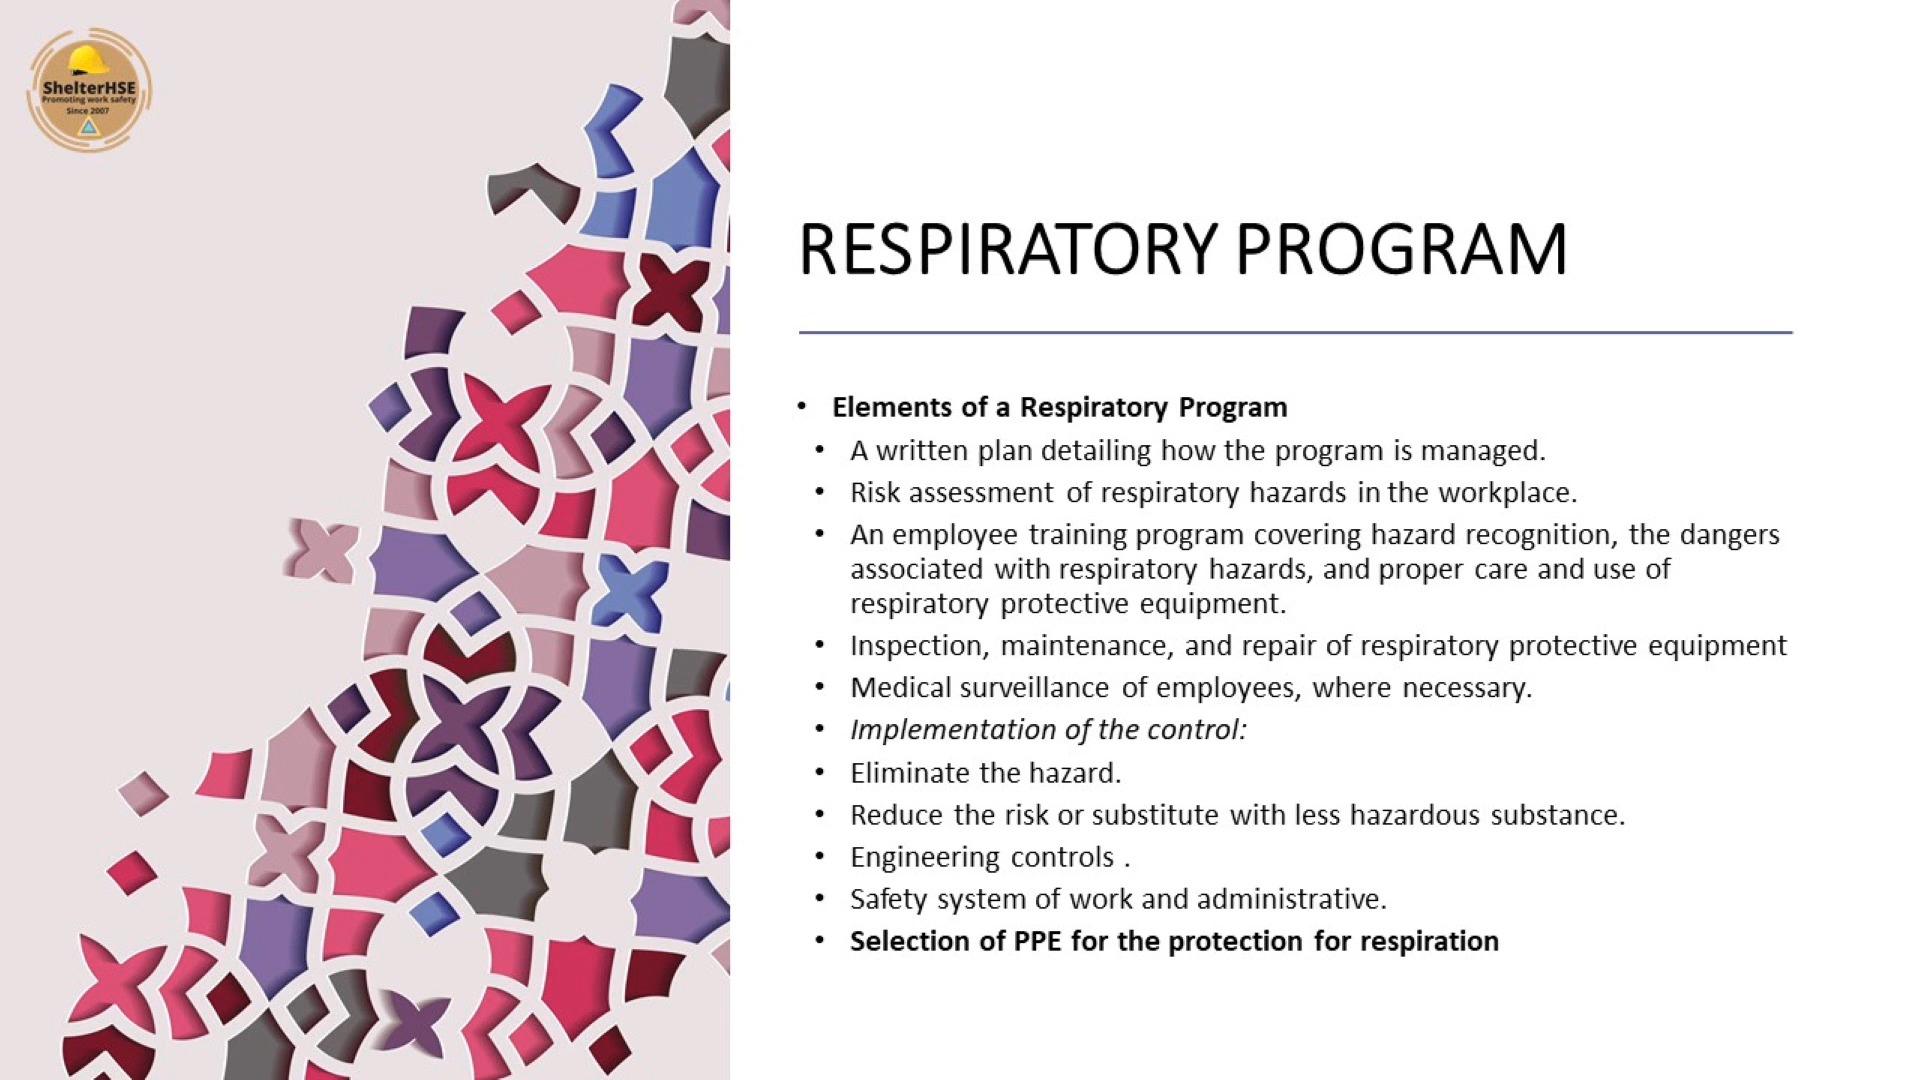 ShelterHSE
Promoting work safety
Since 2007
RESPIRATORY PROGRAM
• Elements of a Respiratory Program
• A written plan detailing how the program is managed.
• Risk assessment of respiratory hazards in the workplace.
• An employee training program covering hazard recognition, the dangers
associated with respiratory hazards, and proper care and use of
respiratory protective equipment.
• Inspection, maintenance, and repair of respiratory protective equipment
• Medical surveillance of employees, where necessary.
• Implementation of the control:
• Eliminate the hazard.
• Reduce the risk or substitute with less hazardous substance.
• Engineering controls .
• Safety system of work and administrative.
• Selection of PPE for the protection for respiration